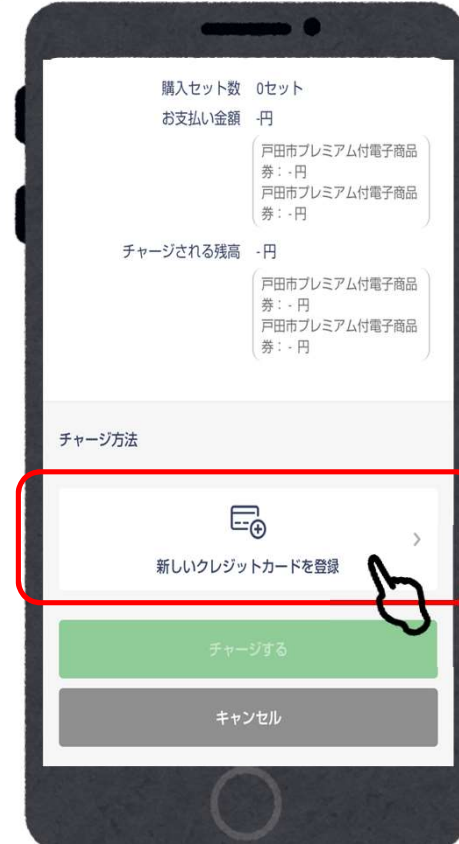 購入セット数 0セット
お支払い金額 -円
戸田市プレミアム付電子商品
券：- 円
戸田市プレミアム付電子商品
券：- 円
チャージされる残高 - 円
戸田市プレミアム付電子商品
券：- 円
戸田市プレミアム付電子商品
券：- 円
チャージ方法
新しいクレジットカードを登録
チャージする
キャンセル